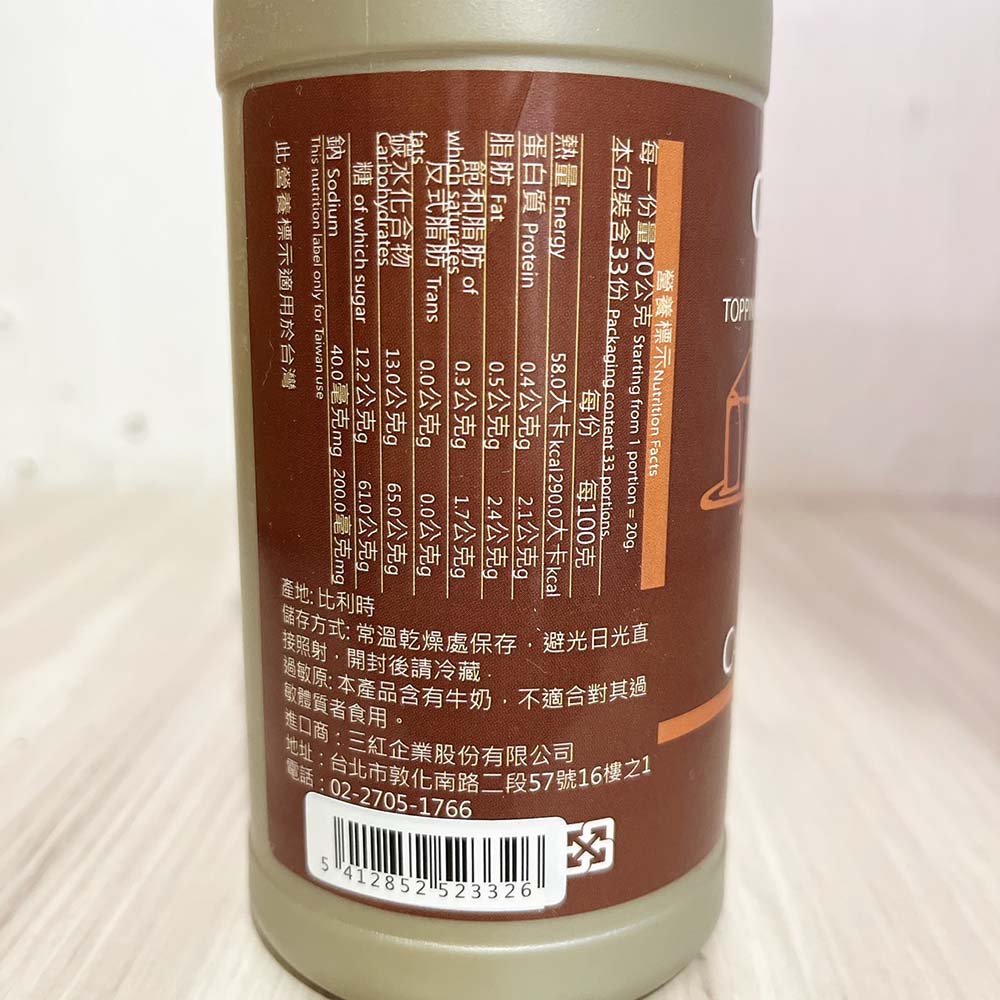 營養標示Nutrition Facts
每一份量20公克 Starting from 1 portion = 20g.
本包裝含33份 Packaging content 33 portions.
每份 每100克
熱量 Energy 58.0大卡kcal290.0大卡kcal
蛋白質 Protein 0.4公克g 2.1公克g
脂肪 Fat 0.5公克g 2.4公克g
飽和脂肪 of which saturates 0.3公克g 1.7公克g
反式脂肪 Trans fats 0.0公克g 0.0公克g
碳水化合物 Carbohydrates 13.0公克g 65.0公克g
糖 of which sugar 12.2公克g 61.0公克g
鈉 Sodium 40.0毫克mg 200.0毫克mg
This nutrition label only for Taiwan use
此營養標示適用於台灣
產地: 比利時
儲存方式: 常溫乾燥處保存，避光日光直
接照射，開封後請冷藏.
過敏原: 本產品含有牛奶，不適合對其過
敏體質者食用。
進口商：三紅企業股份有限公司
地址：台北市敦化南路二段57號16樓之1
電話：02-2705-1766
5 412852 523326